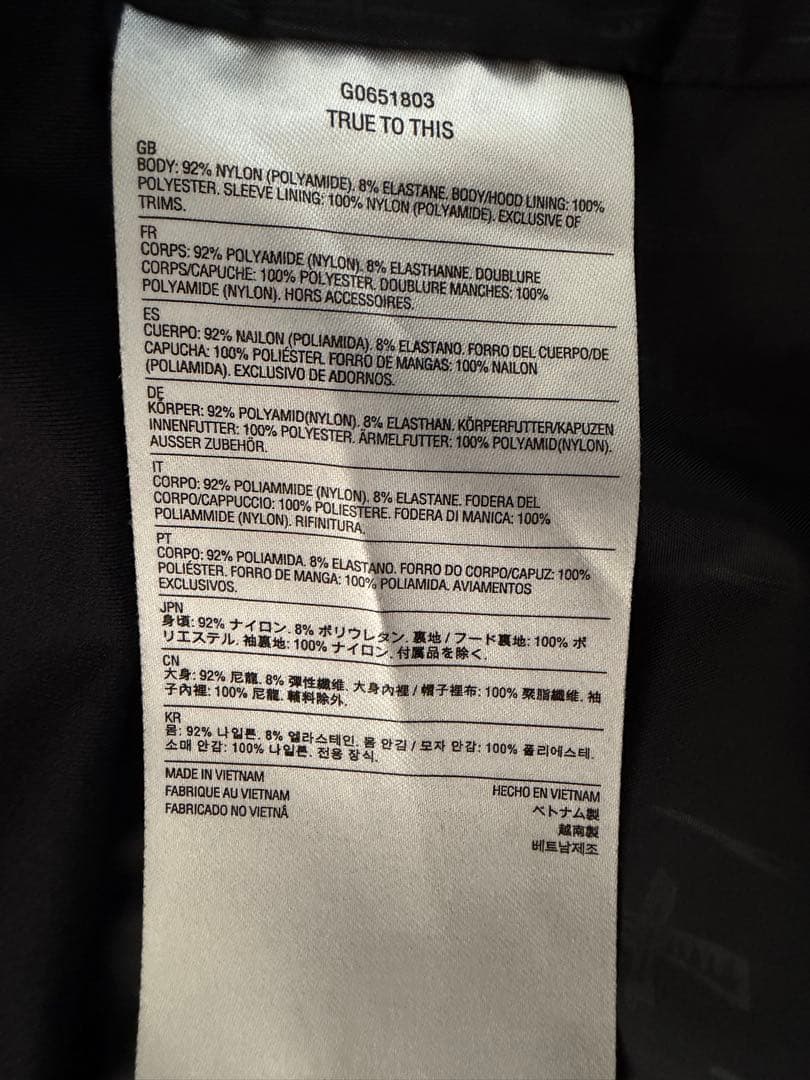 G0651803
TRUE TO THIS
GB
BODY: 92% NYLON (POLYAMIDE). 8% ELASTANE. BODY/HOOD LINING: 100%
POLYESTER. SLEEVE LINING: 100% NYLON (POLYAMIDE). EXCLUSIVE OF
TRIMS.
FR
CORPS: 92% POLYAMIDE (NYLON). 8% ELASTHANNE. DOUBLURE
CORPS/CAPUCHE: 100% POLYESTER. DOUBLURE MANCHES: 100%
POLYAMIDE (NYLON). HORS ACCESSOIRES.
ES
CUERPO: 92% NAILON (POLIAMIDA). 8% ELASTANO. FORRO DEL CUERPO/DE
CAPUCHA: 100% POLIÉSTER. FORRO DE MANGAS: 100% NAILON
(POLIAMIDA). EXCLUSIVO DE ADORNOS.
DE
KÖRPER: 92% POLYAMID(NYLON). 8% ELASTHAN. KÖRPERFUTTER/KAPUZEN
INNENFUTTER: 100% POLYESTER. ÄRMELFUTTER: 100% POLYAMID(NYLON).
AUSSER ZUBEHÖR.
IT
CORPO: 92% POLIAMMIDE (NYLON). 8% ELASTANE. FODERA DEL
CORPO/CAPPUCCIO: 100% POLIESTERE. FODERA DI MANICA: 100%
POLIAMMIDE (NYLON). RIFINITURA.
PT
CORPO: 92% POLIAMIDA. 8% ELASTANO. FORRO DO CORPO/CAPUZ: 100%
POLIÉSTER. FORRO DE MANGA: 100% POLIAMIDA. AVIAMENTOS
EXCLUSIVOS.
JPN
身頃: 92% ナイロン. 8% ポリウレタン. 裏地 / フード裏地: 100% ポ
リエステル. 袖裏地: 100% ナイロン. 付属品を除く.
CN
大身: 92% 尼龍. 8% 彈性纖維. 大身內裡 / 帽子裡布: 100% 聚脂纖維. 袖
子內裡: 100% 尼龍. 輔料除外.
KR
몸: 92% 나일론. 8% 엘라스테인. 몸 안감 / 모자 안감: 100% 폴리에스테.
소매 안감: 100% 나일론. 전용 장식.
MADE IN VIETNAM
FABRIQUE AU VIETNAM
FABRICADO NO VIETNÃ
HECHO EN VIETNAM
ベトナム製
越南製
베트남제조